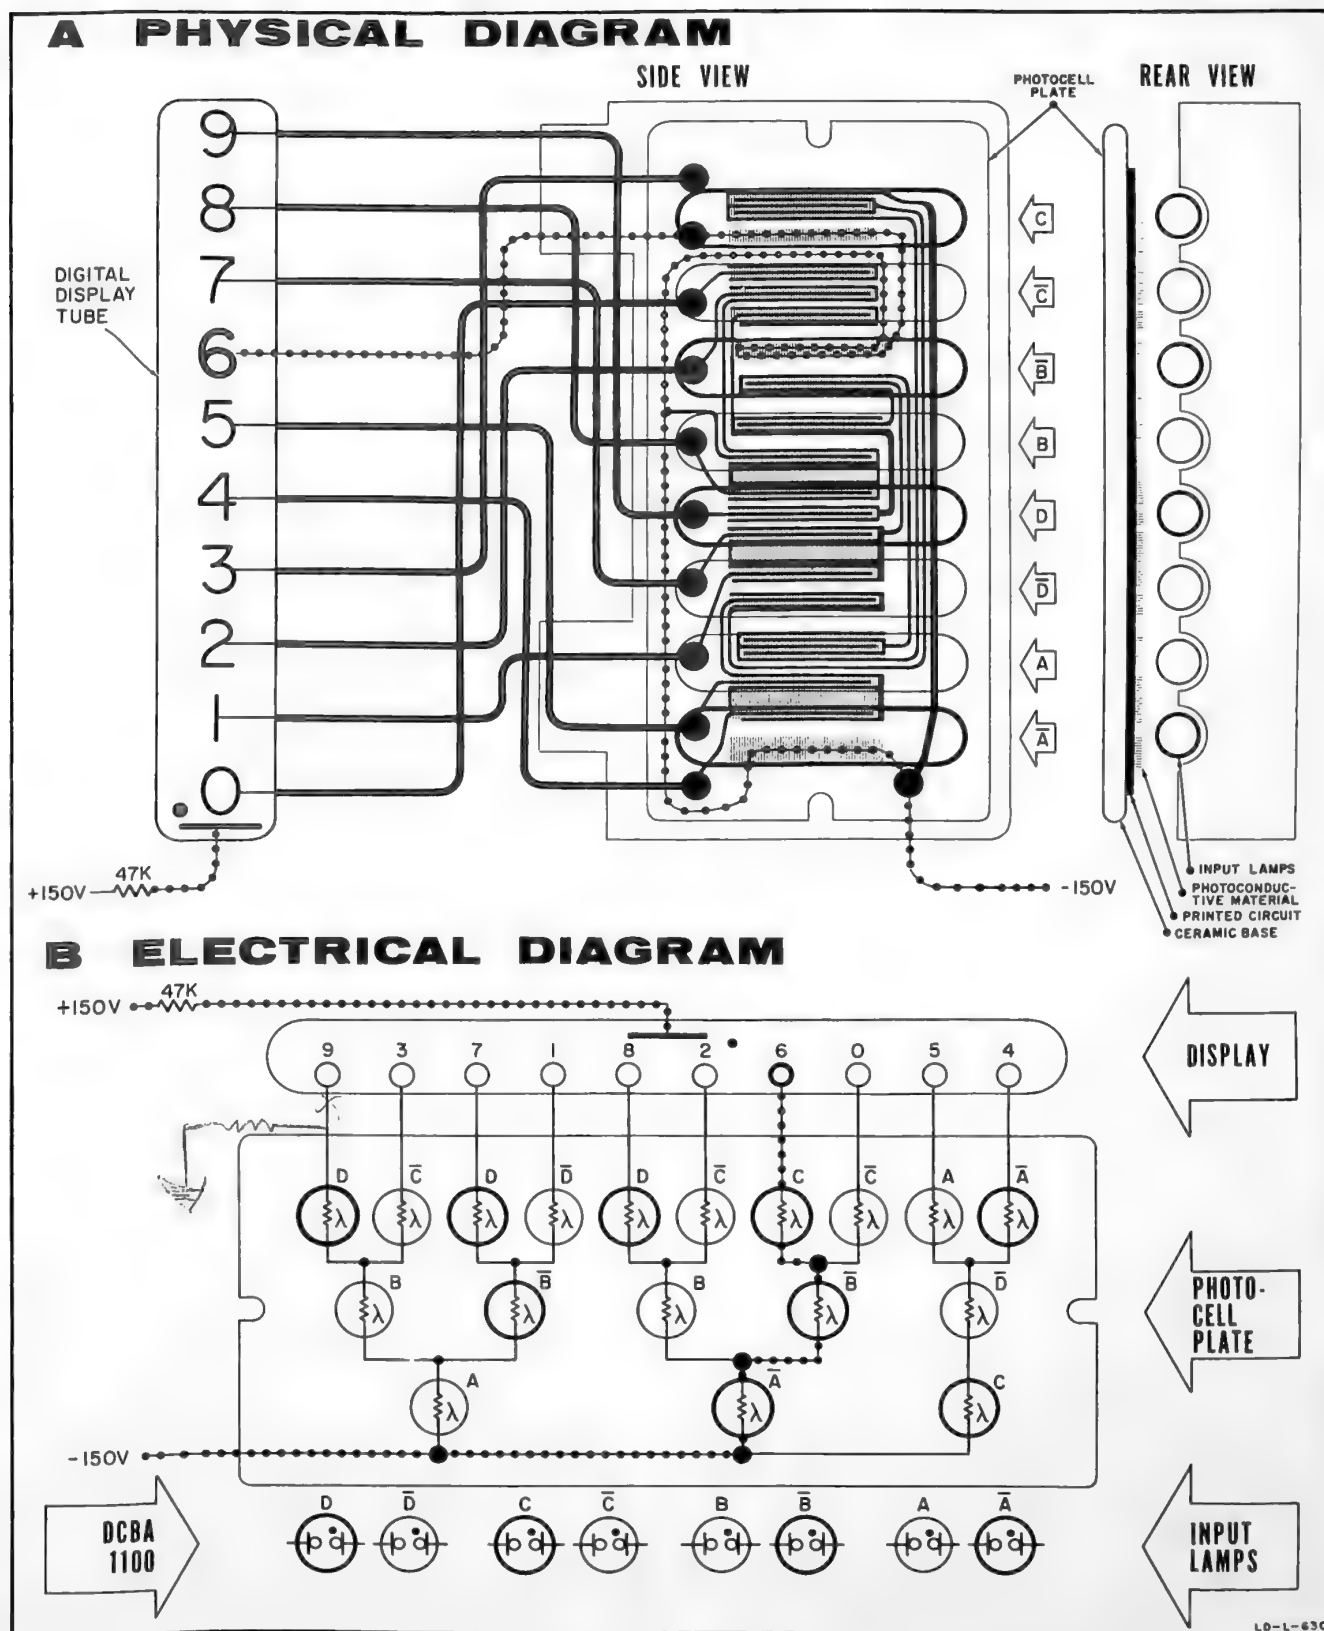 A PHYSICAL DIAGRAM
SIDE VIEW
PHOTOCELL
PLATE
REAR VIEW
9
8
7
6
5
4
3
2
1
0
DIGITAL
DISPLAY
TUBE
C
C̅
B̅
B
D
D̅
A
A̅
+150V
47K
-150V
INPUT LAMPS
PHOTOCONDUC-
TIVE MATERIAL
PRINTED CIRCUIT
CERAMIC BASE
B ELECTRICAL DIAGRAM
+150V 47K
9 3 7 1 8 2 6 0 5 4
DISPLAY
D C̅ D D̅ D C̅ C C̅ A A̅
λ λ λ λ λ λ λ λ λ λ
B B̅ B B̅ D̅
λ λ λ λ λ
PHOTO-
CELL
PLATE
A A̅ C
λ λ λ
-150V
D D̅ C C̅ B B̅ A A̅
DCBA
1100
INPUT
LAMPS
LD-L-630